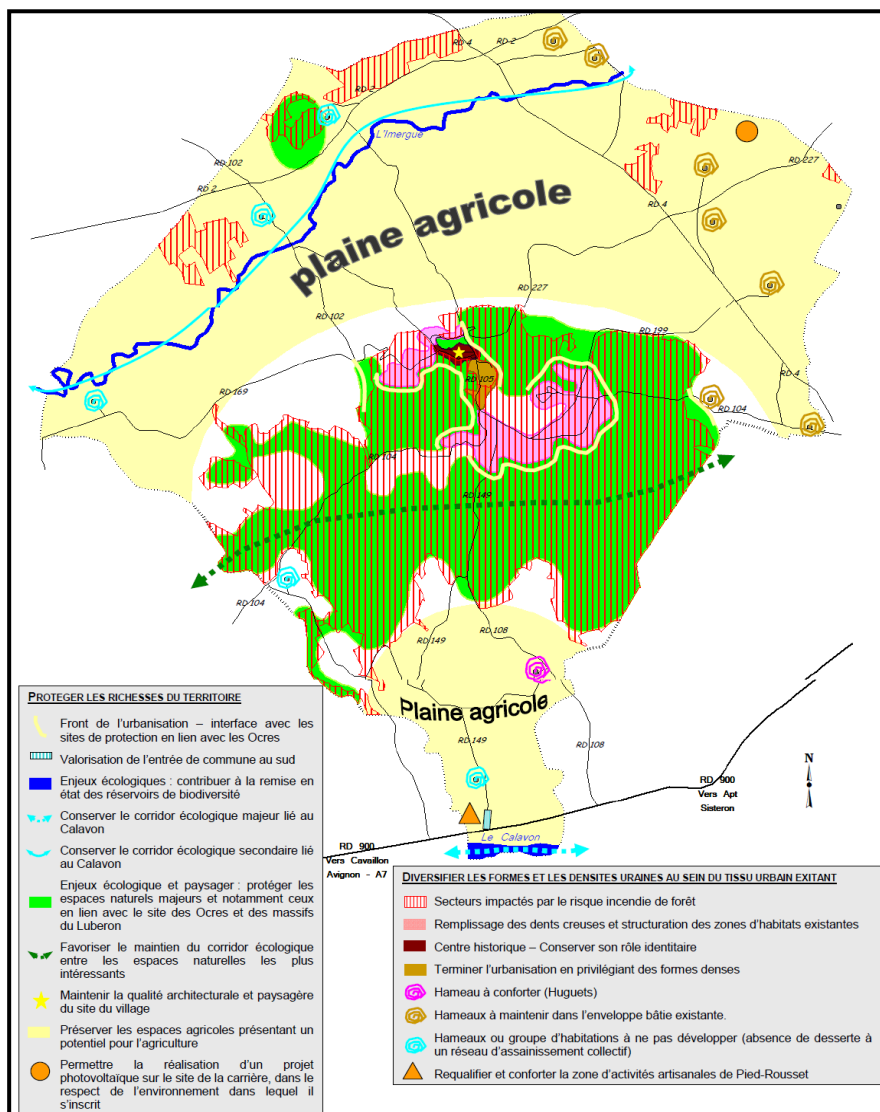 RD 4
RD 2
RD 2
L'Imergue
RD 102
RD 227
RD 2
RD 4
plaine agricole
RD 227
RD 102
RD 199
RD 105
RD 4
RD 169
RD 104
RD 104
RD 149
RD 104
RD 149
RD 108
Plaine agricole
RD 149
RD 108
N
RD 900
Vers Apt
Sisteron
Le Calavon
RD 900
Vers Cavaillon
Avignon - A7
PROTEGER LES RICHESSES DU TERRITOIRE
Front de l'urbanisation – interface avec les
sites de protection en lien avec les Ocres
Valorisation de l'entrée de commune au sud
Enjeux écologiques : contribuer à la remise en
état des réservoirs de biodiversité
Conserver le corridor écologique majeur lié au
Calavon
Conserver le corridor écologique secondaire lié
au Calavon
Enjeux écologique et paysager : protéger les
espaces naturels majeurs et notamment ceux
en lien avec le site des Ocres et des massifs
du Luberon
Favoriser le maintien du corridor écologique
entre les espaces naturelles les plus
intéressants
Maintenir la qualité architecturale et paysagère
du site du village
Préserver les espaces agricoles présentant un
potentiel pour l'agriculture
Permettre la réalisation d'un projet
photovoltaïque sur le site de la carrière, dans le
respect de l'environnement dans lequel il
s'inscrit
DIVERSIFIER LES FORMES ET LES DENSITES URAINES AU SEIN DU TISSU URBAIN EXITANT
Secteurs impactés par le risque incendie de forêt
Remplissage des dents creuses et structuration des zones d'habitats existantes
Centre historique – Conserver son rôle identitaire
Terminer l'urbanisation en privilégiant des formes denses
Hameau à conforter (Huguets)
Hameaux à maintenir dans l'enveloppe bâtie existante.
Hameaux ou groupe d'habitations à ne pas développer (absence de desserte à
un réseau d'assainissement collectif)
Requalifier et conforter la zone d'activités artisanales de Pied-Rousset